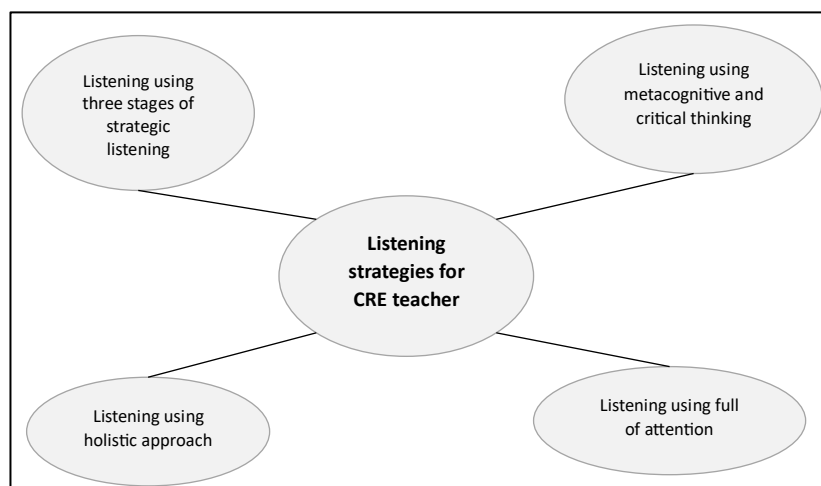 Listening using
three stages of
strategic
listening
Listening using
metacognitive and
critical thinking
Listening
strategies for
CRE teacher
Listening using
holistic approach
Listening using full
of attention